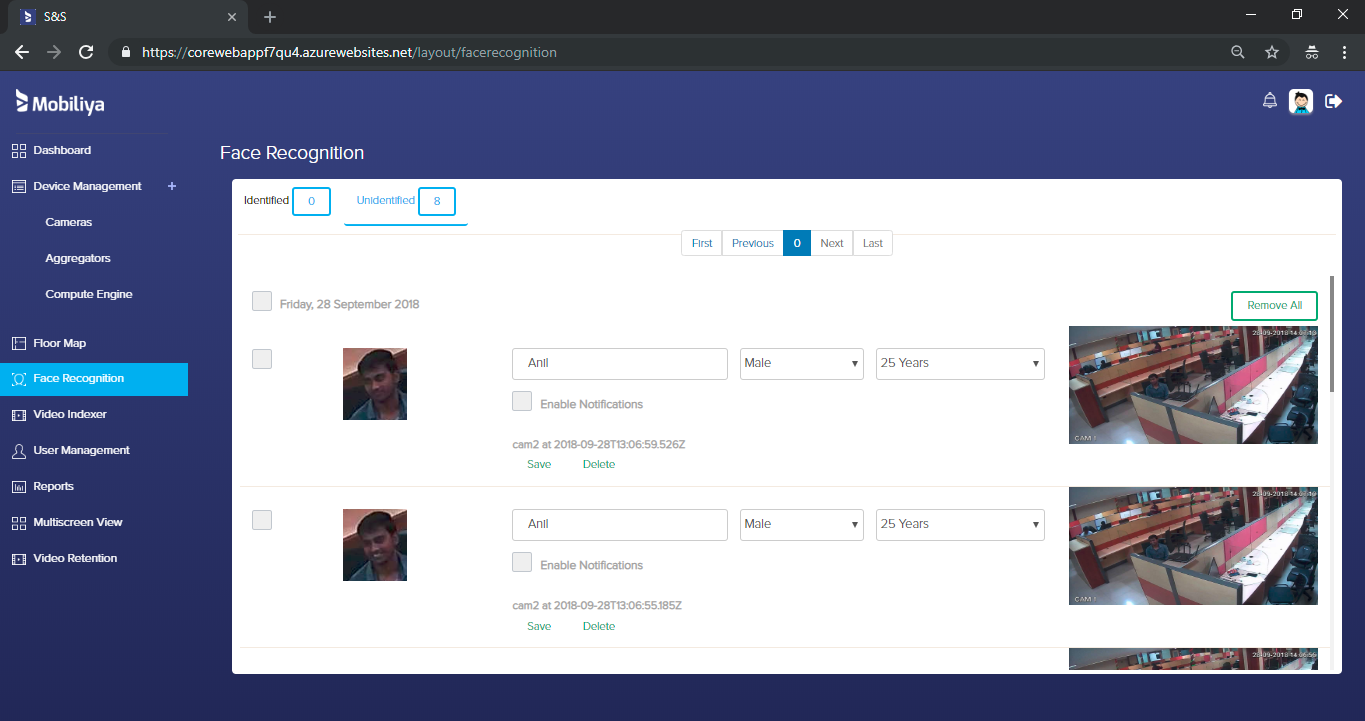 S&S
https://corewebappf7qu4.azurewebsites.net/layout/facerecognition
Mobiliya
Dashboard
Device Management +
Cameras
Aggregators
Compute Engine
Floor Map
Face Recognition
Video Indexer
User Management
Reports
Multiscreen View
Video Retention
Face Recognition
Identified 0 Unidentified 8
First Previous 0 Next Last
Friday, 28 September 2018
Remove All
Anil Male 25 Years
Enable Notifications
cam2 at 2018-09-28T13:06:59.526Z
Save Delete
CAM 1
Anil Male 25 Years
Enable Notifications
cam2 at 2018-09-28T13:06:55.185Z
Save Delete
CAM 1